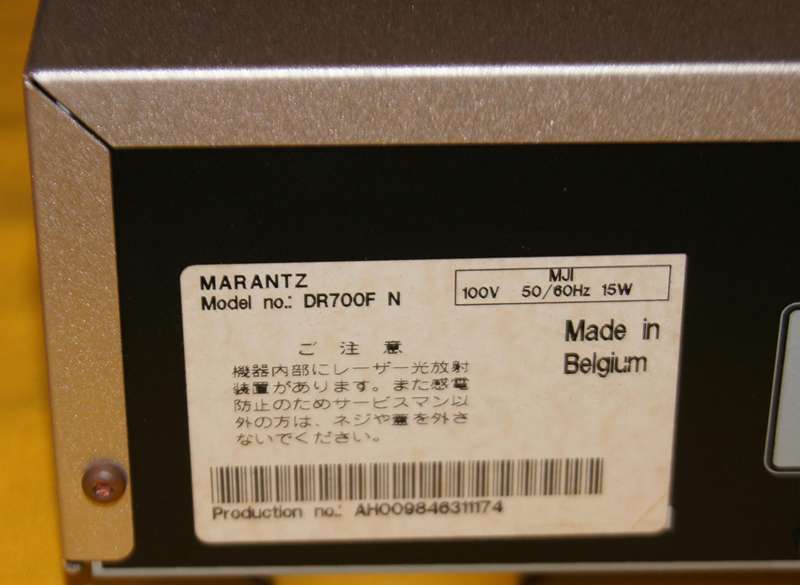 MARANTZ
Model no.: DR700F N
MJI
100V 50/60Hz 15W
Made in
Belgium
ご注意
機器内部にレーザー光放射
装置があります。また感電
防止のためサービスマン以
外の方は、ネジや蓋を外さ
ないでください。
Production no.: AH009846311174